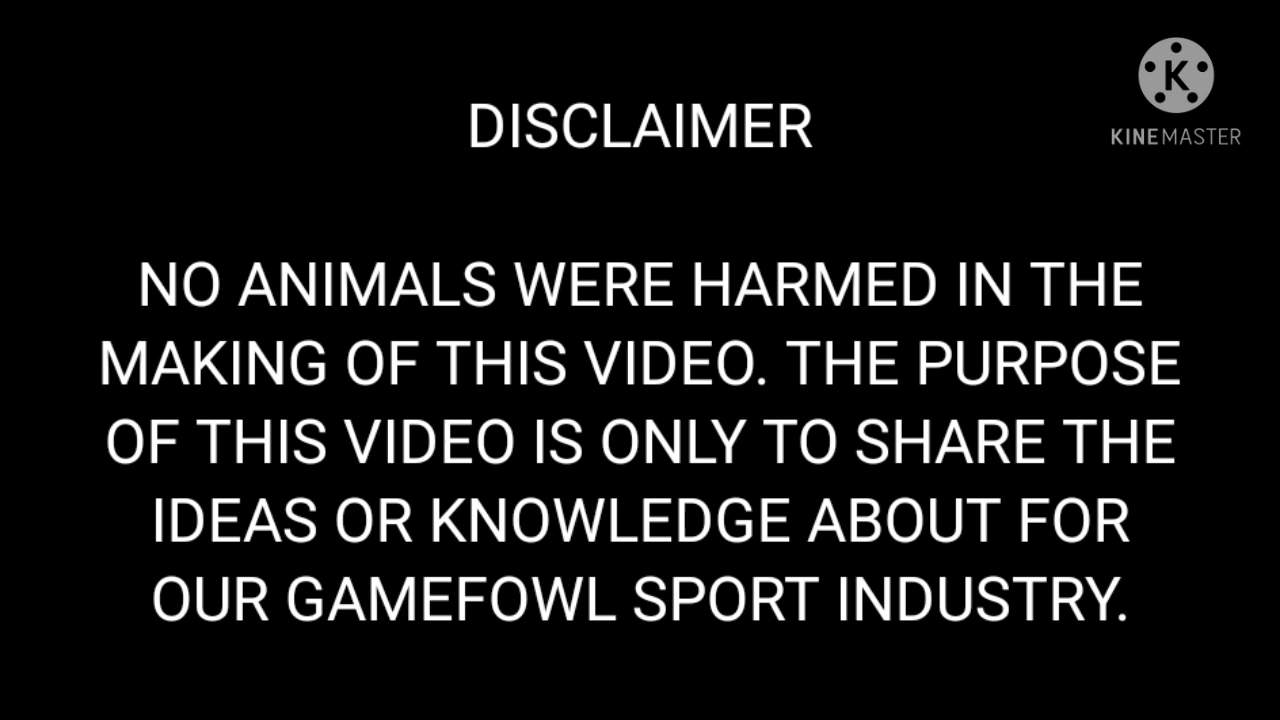 K
KINEMASTER
DISCLAIMER
NO ANIMALS WERE HARMED IN THE
MAKING OF THIS VIDEO. THE PURPOSE
OF THIS VIDEO IS ONLY TO SHARE THE
IDEAS OR KNOWLEDGE ABOUT FOR
OUR GAMEFOWL SPORT INDUSTRY.